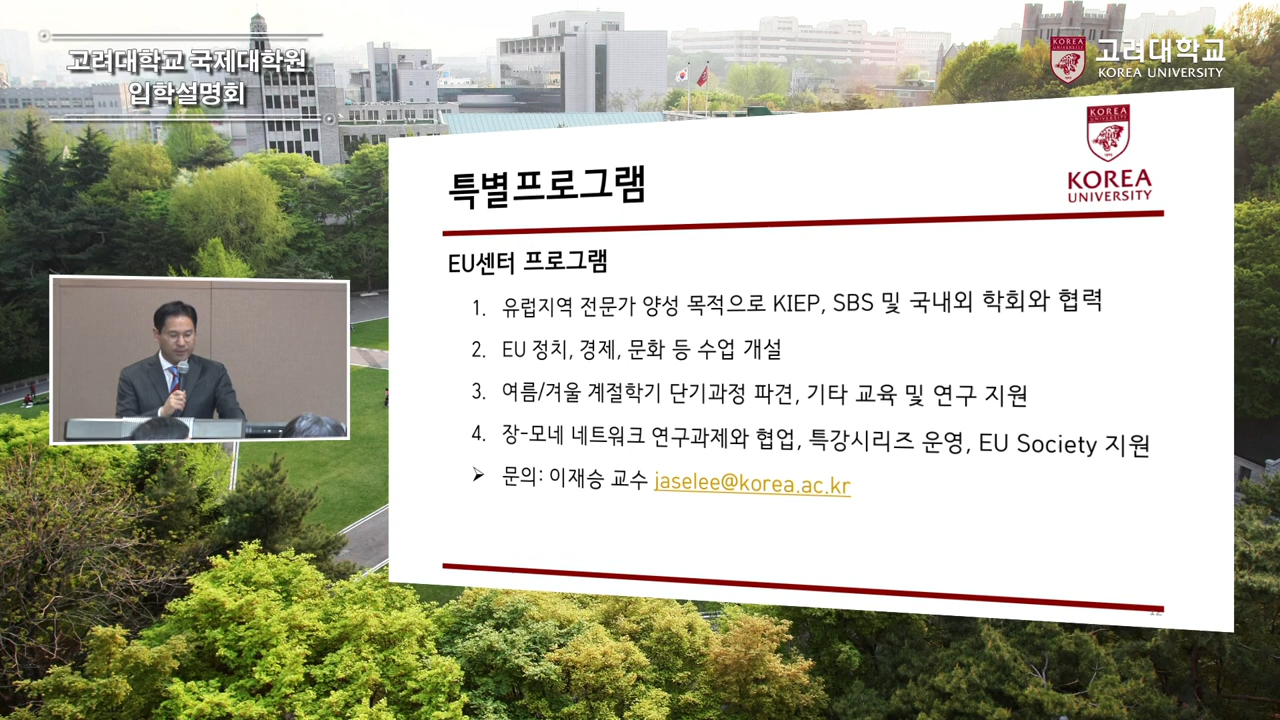 고려대학교 국제대학원
입학설명회
KOREA
고려대학교
KOREA UNIVERSITY
KOREA
UNIVERSITY
KOREA
UNIVERSITY
특별프로그램
EU센터 프로그램
1. 유럽지역 전문가 양성 목적으로 KIEP, SBS 및 국내외 학회와 협력
2. EU 정치, 경제, 문화 등 수업 개설
3. 여름/겨울 계절학기 단기과정 파견, 기타 교육 및 연구 지원
4. 장-모네 네트워크 연구과제와 협업, 특강시리즈 운영, EU Society 지원
➢ 문의: 이재승 교수 jaselee@korea.ac.kr